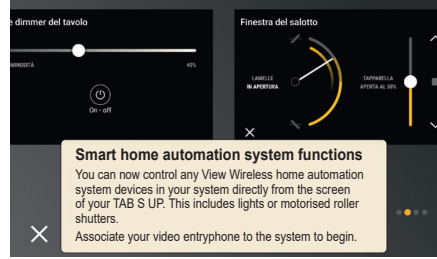 e dimmer del tavolo
Finestra del salotto
MINOSITÀ
40%
On - off
LAMELLE
IN APERTURA
TAPPARELLA
APERTA AL 50%
Smart home automation system functions
You can now control any View Wireless home automation
system devices in your system directly from the screen
of your TAB S UP. This includes lights or motorised roller
shutters.
Associate your video entryphone to the system to begin.